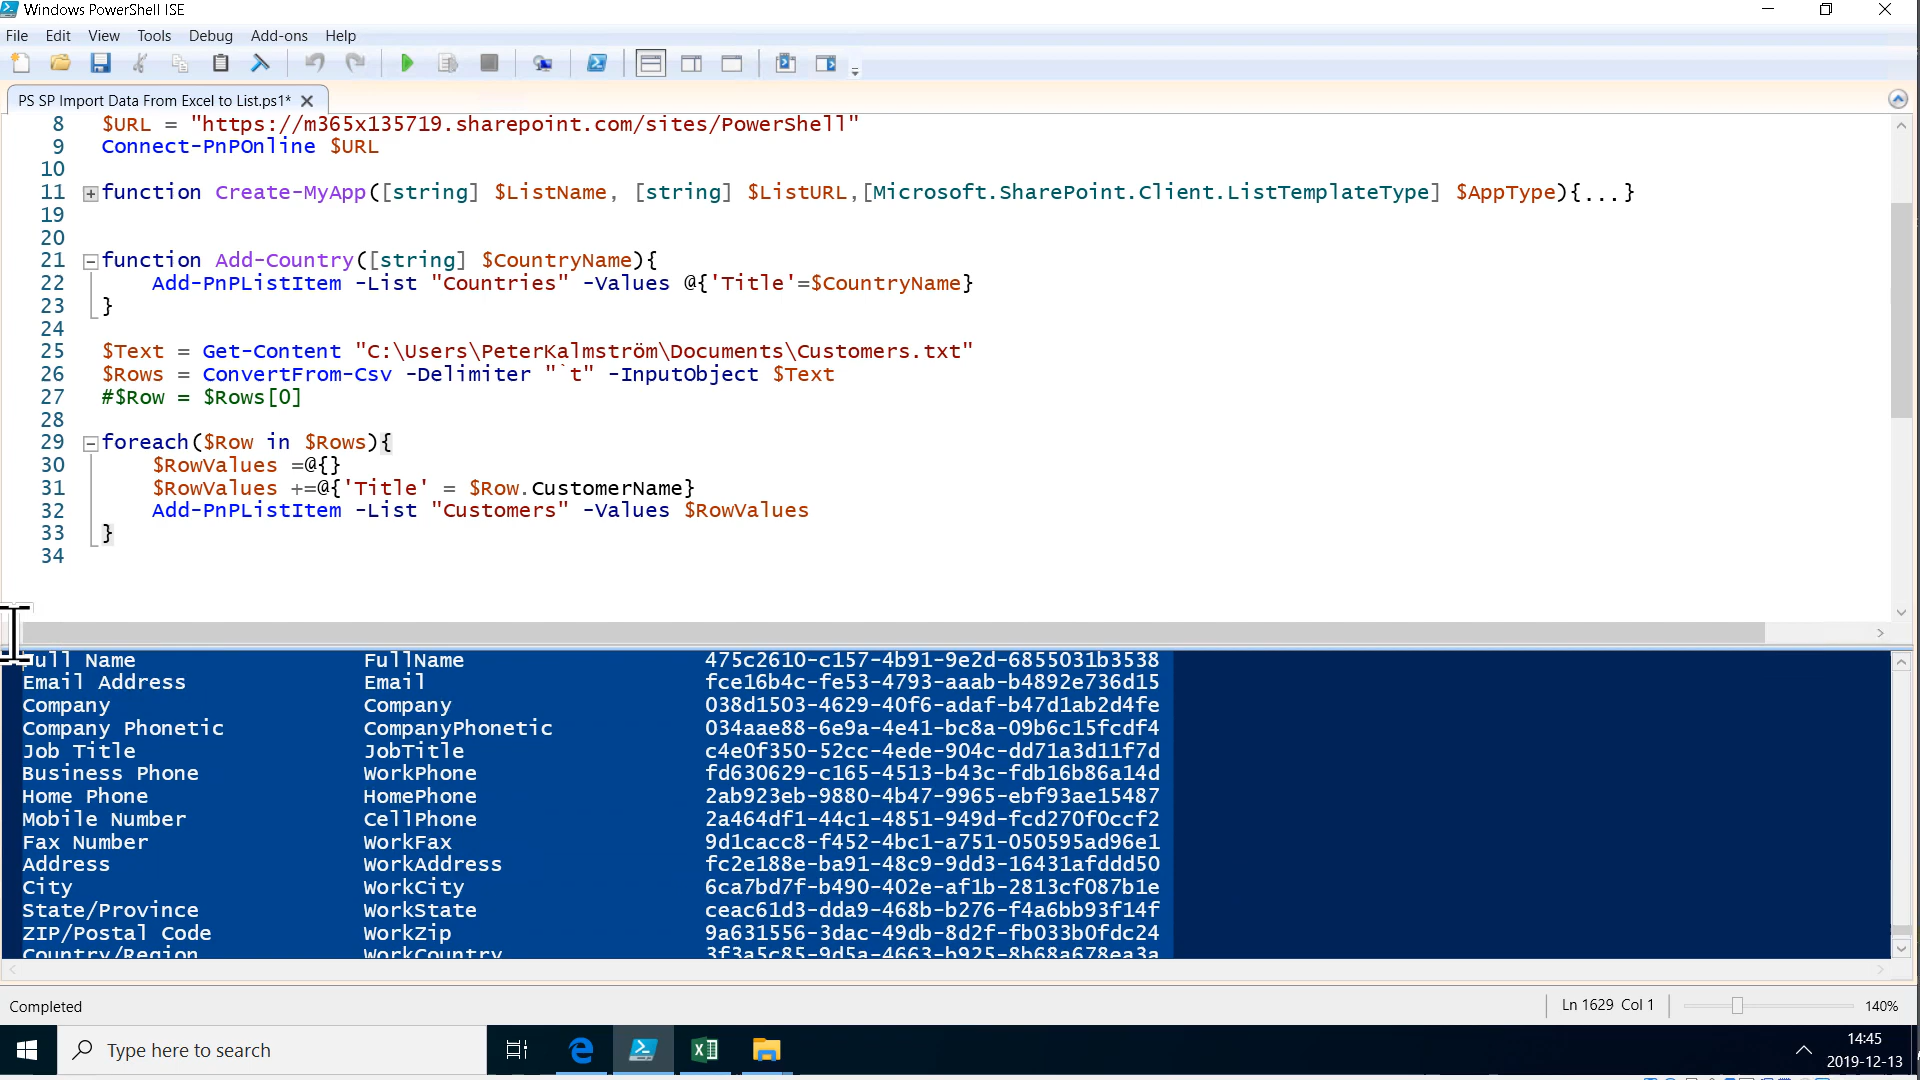 Windows PowerShell ISE
File Edit View Tools Debug Add-ons Help
PS SP Import Data From Excel to List.ps1*
8 $URL = "https://m365x135719.sharepoint.com/sites/PowerShell"
9 Connect-PnPOnline $URL
10
11 function Create-MyApp([string] $ListName, [string] $ListURL,[Microsoft.SharePoint.Client.ListTemplateType] $AppType){...}
19
20
21 function Add-Country([string] $CountryName){
22 Add-PnPListItem -List "Countries" -Values @{'Title'=$CountryName}
23 }
24
25 $Text = Get-Content "C:\Users\PeterKalmström\Documents\Customers.txt"
26 $Rows = ConvertFrom-Csv -Delimiter "`t" -InputObject $Text
27 #$Row = $Rows[0]
28
29 foreach($Row in $Rows){
30 $RowValues =@{}
31 $RowValues +=@{'Title' = $Row.CustomerName}
32 Add-PnPListItem -List "Customers" -Values $RowValues
33 }
34
Full Name FullName 475c2610-c157-4b91-9e2d-6855031b3538
Email Address Email fce16b4c-fe53-4793-aaab-b4892e736d15
Company Company 038d1503-4629-40f6-adaf-b47d1ab2d4fe
Company Phonetic CompanyPhonetic 034aae88-6e9a-4e41-bc8a-09b6c15fcdf4
Job Title JobTitle c4e0f350-52cc-4ede-904c-dd71a3d11f7d
Business Phone WorkPhone fd630629-c165-4513-b43c-fdb16b86a14d
Home Phone HomePhone 2ab923eb-9880-4b47-9965-ebf93ae15487
Mobile Number CellPhone 2a464df1-44c1-4851-949d-fcd270f0ccf2
Fax Number WorkFax 9d1cacc8-f452-4bc1-a751-050595ad96e1
Address WorkAddress fc2e188e-ba91-48c9-9dd3-16431afddd50
City WorkCity 6ca7bd7f-b490-402e-af1b-2813cf087b1e
State/Province WorkState ceac61d3-dda9-468b-b276-f4a6bb93f14f
ZIP/Postal Code WorkZip 9a631556-3dac-49db-8d2f-fb033b0fdc24
Country/Region WorkCountry 3f3a5c85-9d5a-4663-b925-8b68a678ea3a
Completed Ln 1629 Col 1 140%
Type here to search
14:45
2019-12-13